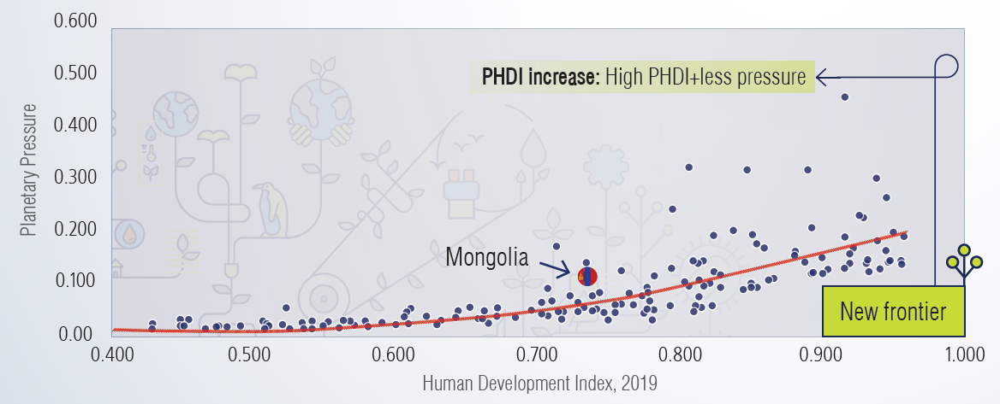 0.600
0.500
0.400
0.300
0.200
0.100
0.00
Planetary Pressure
PHDI increase: High PHDI+less pressure
Mongolia
New frontier
0.400 0.500 0.600 0.700 0.800 0.900 1.000
Human Development Index, 2019